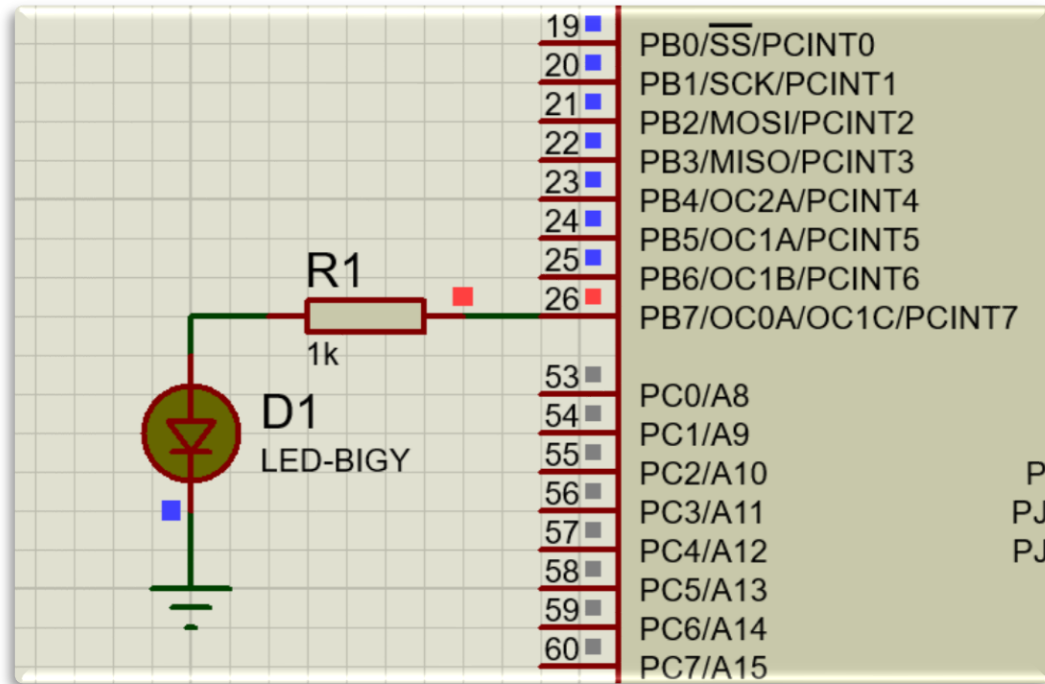 19
PB0/SS/PCINT0
20
PB1/SCK/PCINT1
21
PB2/MOSI/PCINT2
22
PB3/MISO/PCINT3
23
PB4/OC2A/PCINT4
24
PB5/OC1A/PCINT5
25
PB6/OC1B/PCINT6
26
PB7/OC0A/OC1C/PCINT7
R1
1k
D1
LED-BIGY
53
PC0/A8
54
PC1/A9
55
PC2/A10
P
56
PC3/A11
PJ
57
PC4/A12
PJ
58
PC5/A13
59
PC6/A14
60
PC7/A15